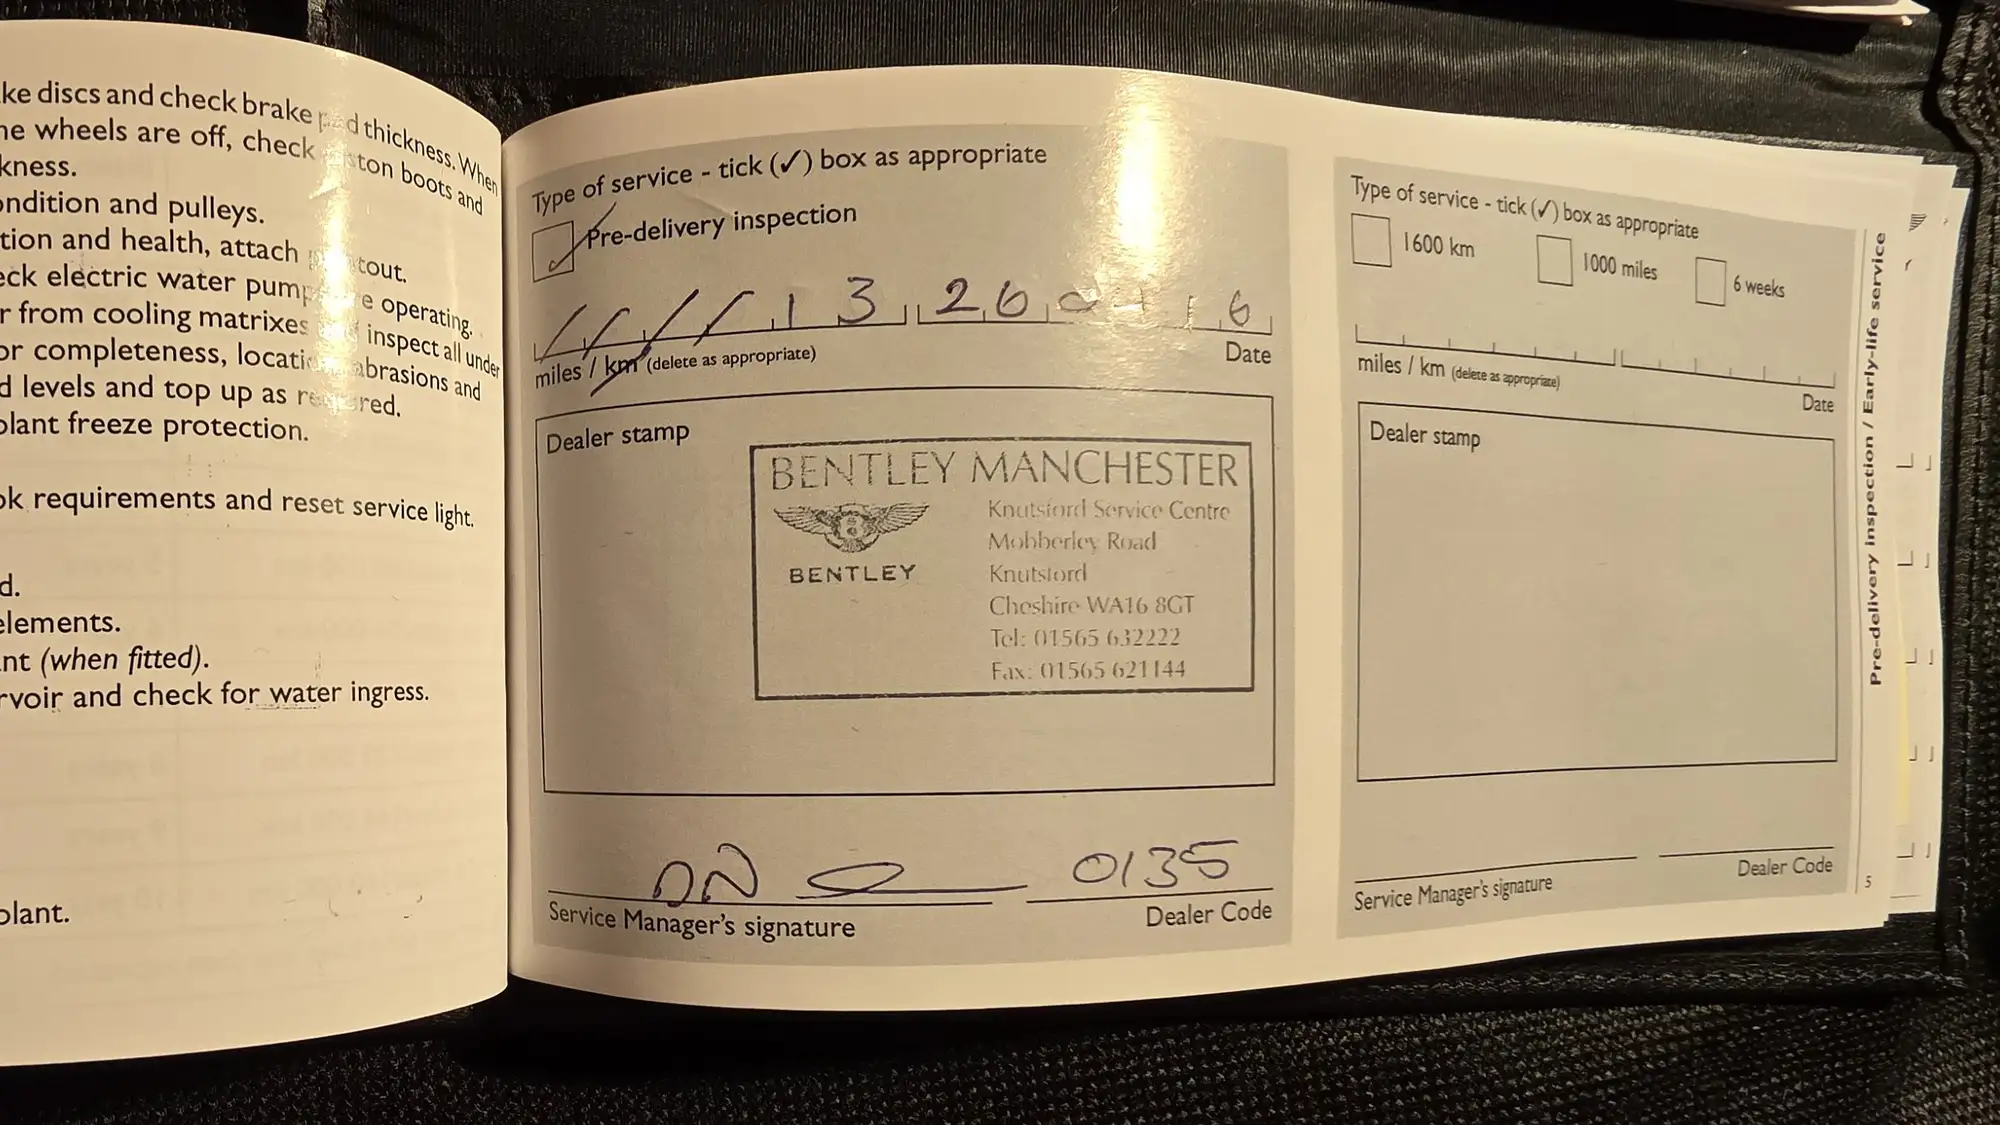 ke discs and check brake pad thickness. When
he wheels are off, check piston boots and
kness.
ondition and pulleys.
tion and health, attach
eck electric water pump operating.
r from cooling matrixes inspect all under
or completeness, abrasions and
d levels and top up as required.
olant freeze protection.
ok requirements and reset service light.
d.
elements.
nt (when fitted).
rvoir and check for water ingress.
olant.
Type of service - tick (✓) box as appropriate
✓ Pre-delivery inspection
/ / / / 1 3 2 6 0 1 6
miles / km (delete as appropriate)
Date
Dealer stamp
BENTLEY MANCHESTER
BENTLEY
Knutsford Service Centre
Mobberley Road
Knutsford
Cheshire WA16 8GT
Tel: 01565 632222
Fax: 01565 621144
0135
Service Manager's signature
Dealer Code
Type of service - tick (✓) box as appropriate
1600 km
1000 miles
6 weeks
miles / km (delete as appropriate)
Date
Dealer stamp
Service Manager's signature
Dealer Code
Pre-delivery inspection / Early-life service
5